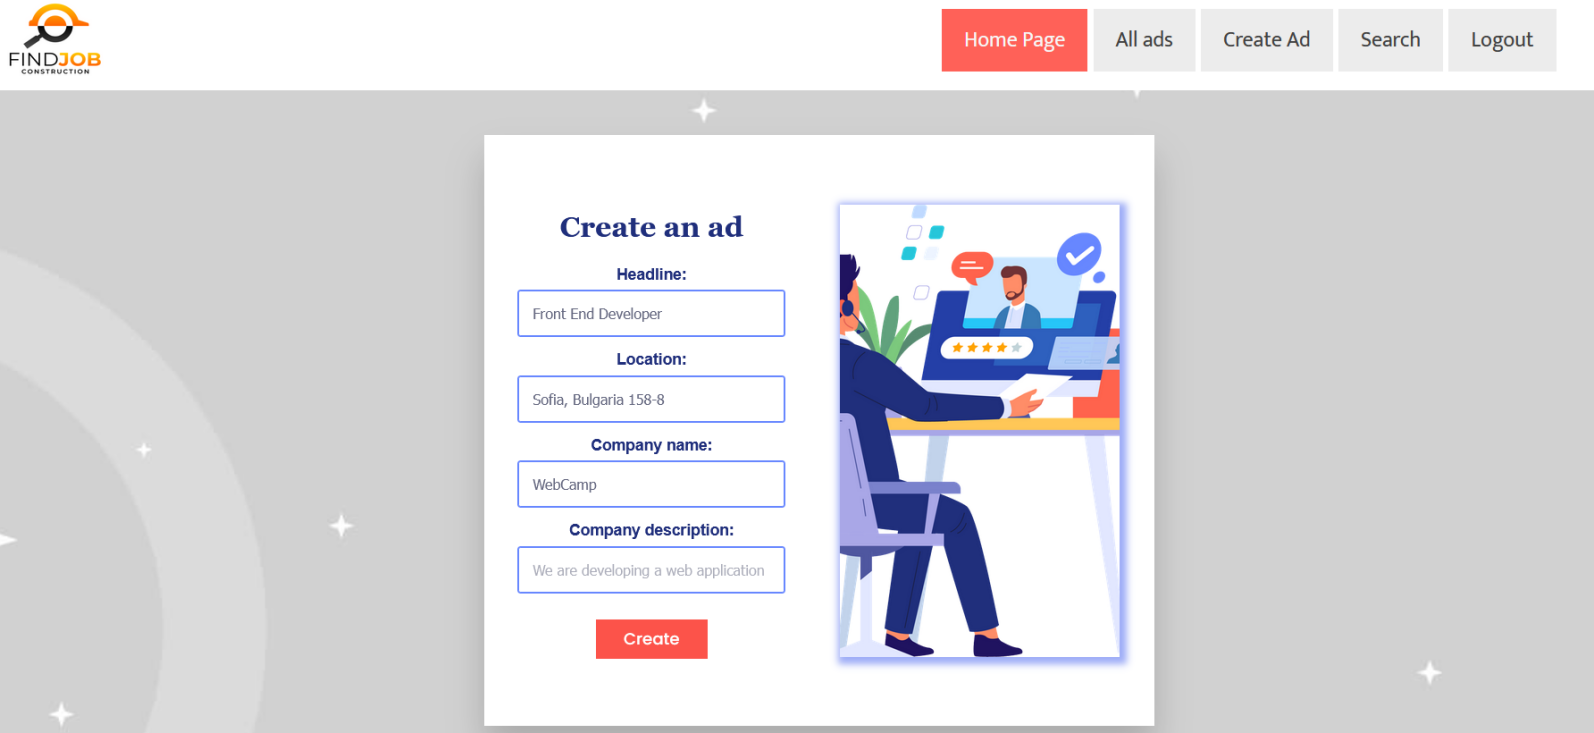 FINDJOB
CONSTRUCTION
Home Page
All ads
Create Ad
Search
Logout
Create an ad
Headline:
Front End Developer
Location:
Sofia, Bulgaria 158-8
Company name:
WebCamp
Company description:
We are developing a web application
Create